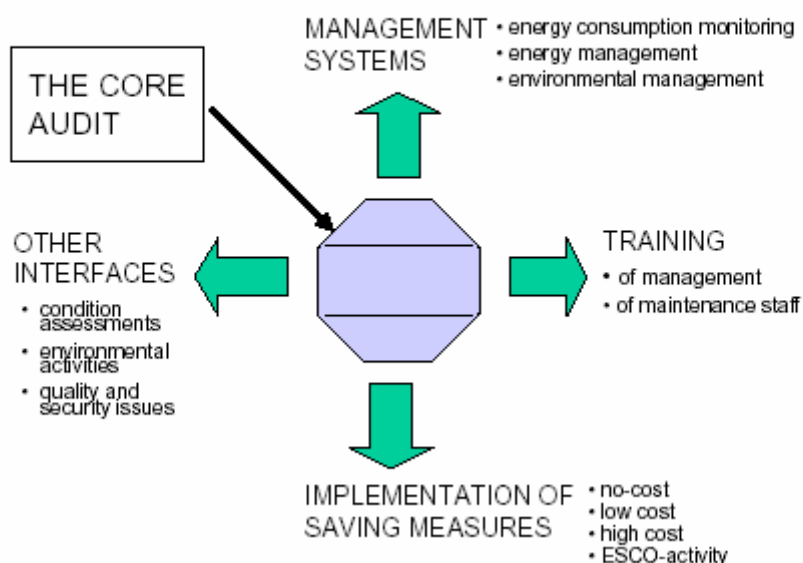 MANAGEMENT
SYSTEMS
• energy consumption monitoring
• energy management
• environmental management
THE CORE
AUDIT
OTHER
INTERFACES
• condition
assessments
• environmental
activities
• quality and
security issues
TRAINING
• of management
• of maintenance staff
IMPLEMENTATION OF
SAVING MEASURES
• no-cost
• low cost
• high cost
• ESCO-activity